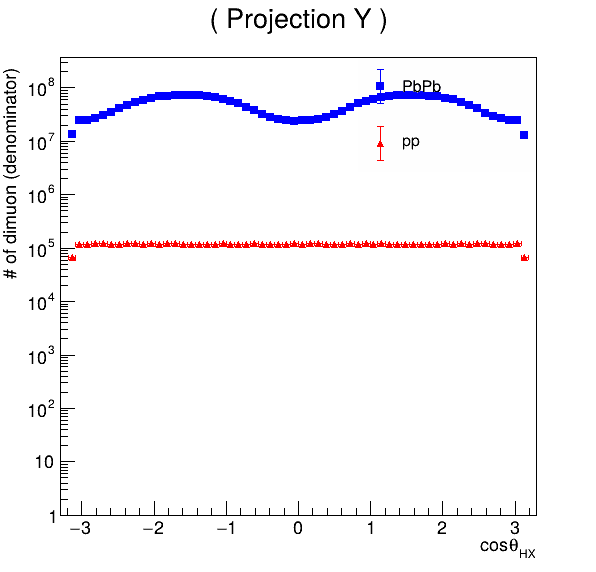 ( Projection Y )
# of dimuon (denominator)
10^8
10^7
10^6
10^5
10^4
10^3
10^2
10
1
PbPb
pp
−3 −2 −1 0 1 2 3
cosθ_HX